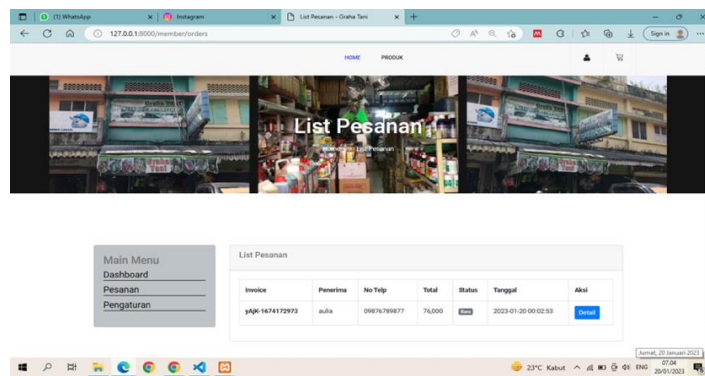 (1) WhatsApp
Instagram
List Pesanan - Graha Tani
127.0.0.1:8000/member/orders
Sign in
HOME PRODUK
List Pesanan
Main Menu
Dashboard
Pesanan
Pengaturan
List Pesanan
Invoice Penerima No Telp Total Status Tanggal Aksi
yAjK-1674172973 aulia 09876789877 76,000 Baru 2023-01-20 00:02:53 Detail
Jumat, 20 Januari 2023
23°C Kabut ENG 07.04
20/01/2023